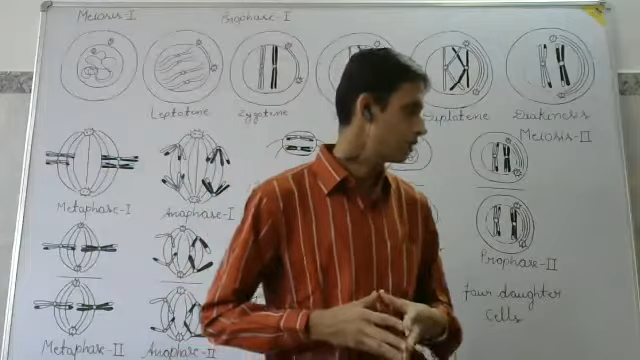 Meiosis-I
Prophase-I
Leptotene
Zygotene
Diplotene
Diakinesis
Meiosis-II
Metaphase-I
Anaphase-I
Prophase-II
Metaphase-II
Anaphase-II
Four daughter
Cells